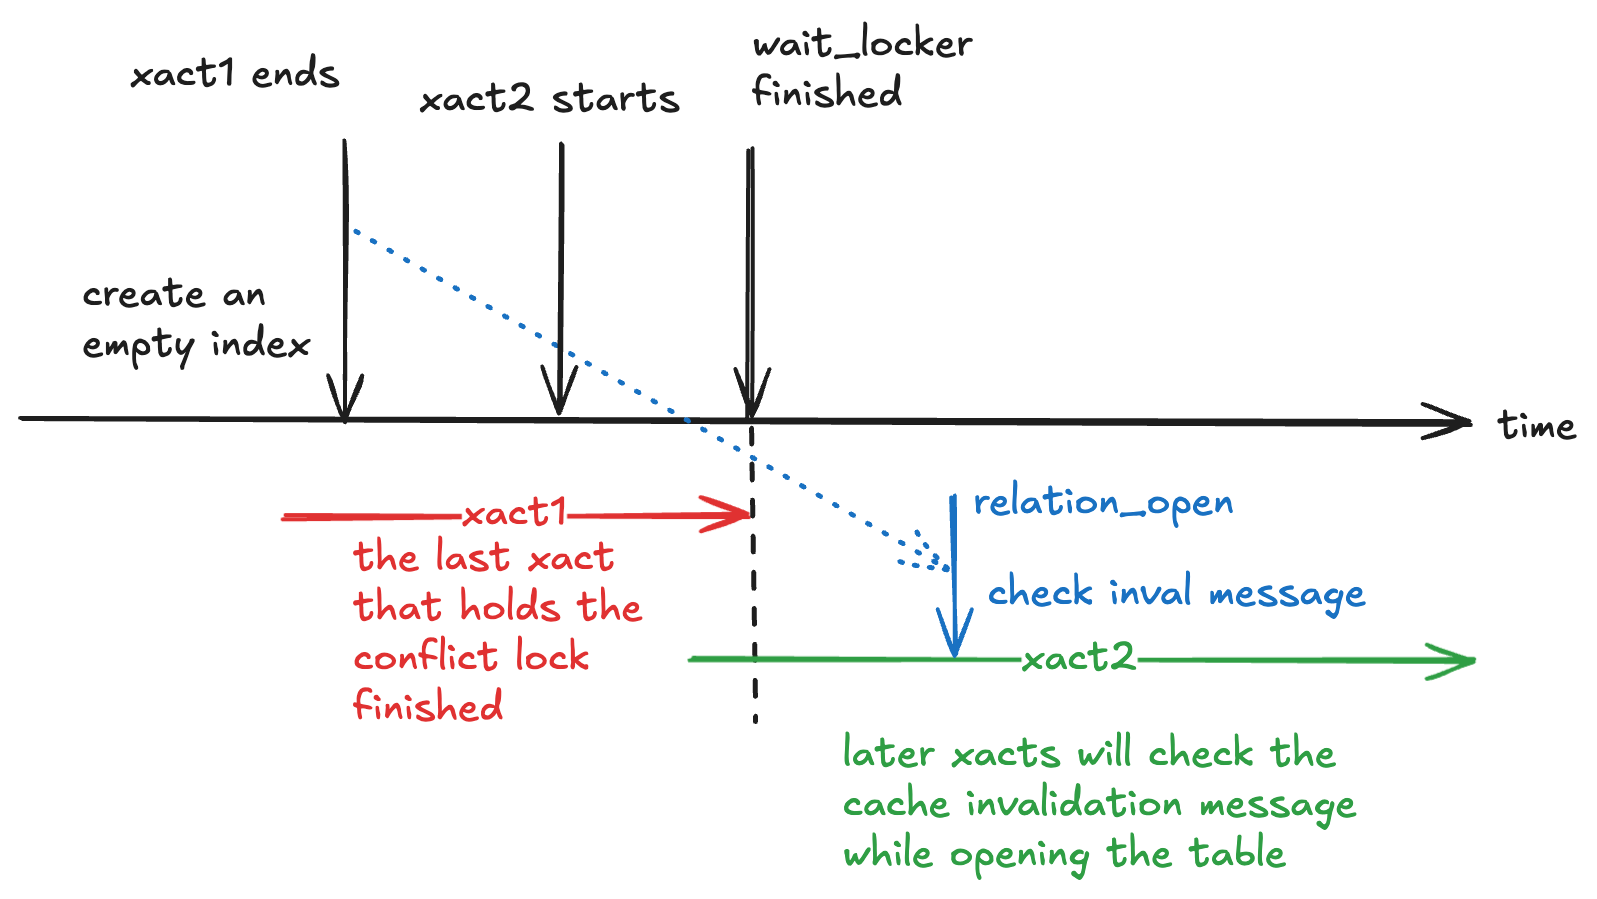 xact1 ends
xact2 starts
wait_locker
finished
create an
empty index
time
xact1
the last xact
that holds the
conflict lock
finished
relation_open
check inval message
xact2
later xacts will check the
cache invalidation message
while opening the table